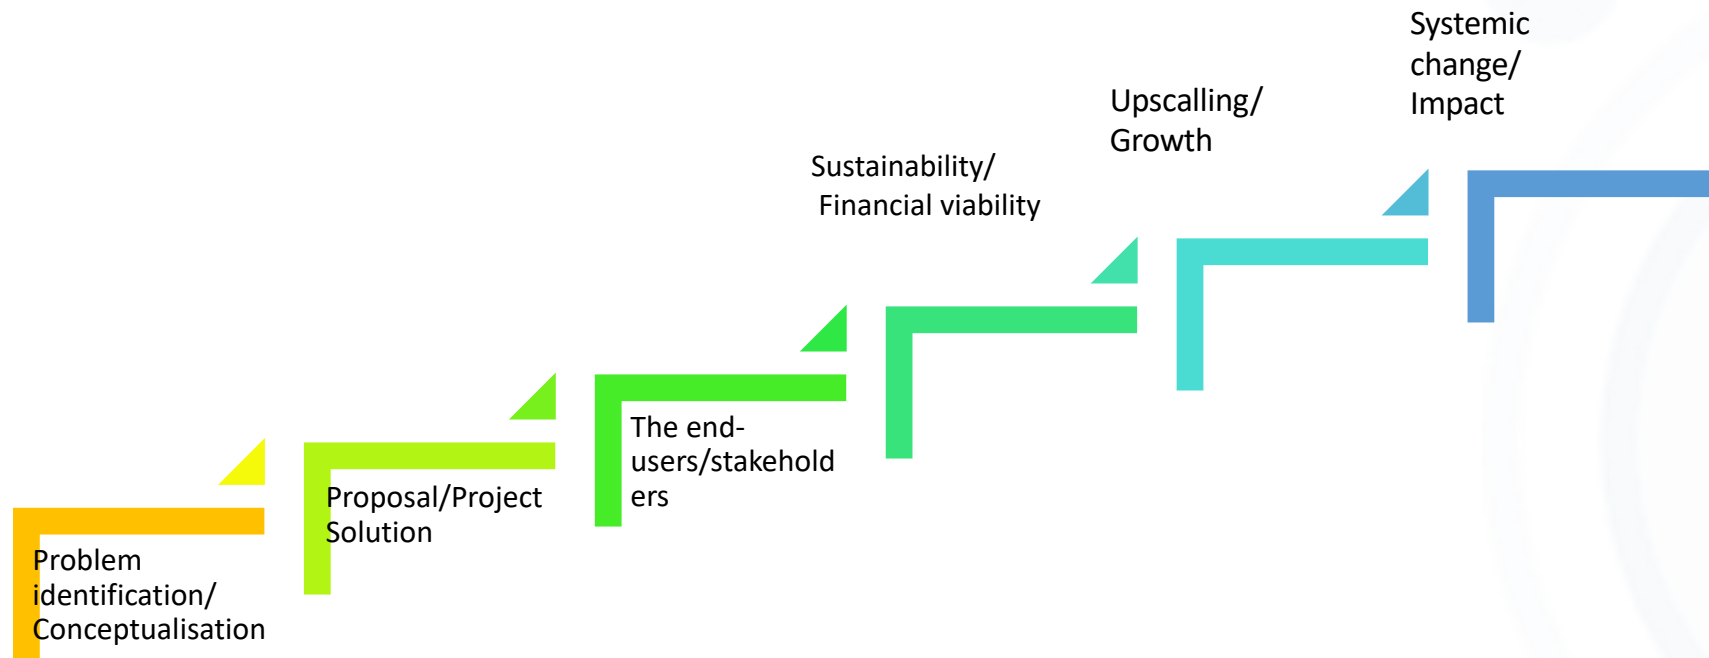 Problem
identification/
Conceptualisation
Proposal/Project
Solution
The end-
users/stakehold
ers
Sustainability/
Financial viability
Upscalling/
Growth
Systemic
change/
Impact